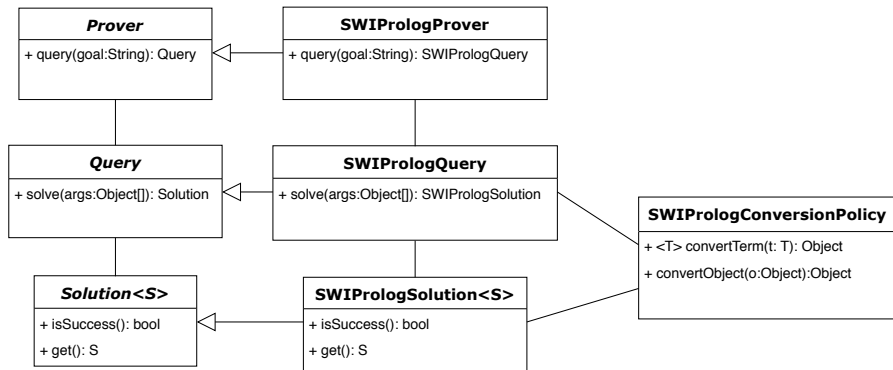 Prover
+ query(goal:String): Query
SWIPrologProver
+ query(goal:String): SWIPrologQuery
Query
+ solve(args:Object[]): Solution
SWIPrologQuery
+ solve(args:Object[]): SWIPrologSolution
SWIPrologConversionPolicy
+ <T> convertTerm(t: T): Object
+ convertObject(o:Object):Object
Solution<S>
+ isSuccess(): bool
+ get(): S
SWIPrologSolution<S>
+ isSuccess(): bool
+ get(): S